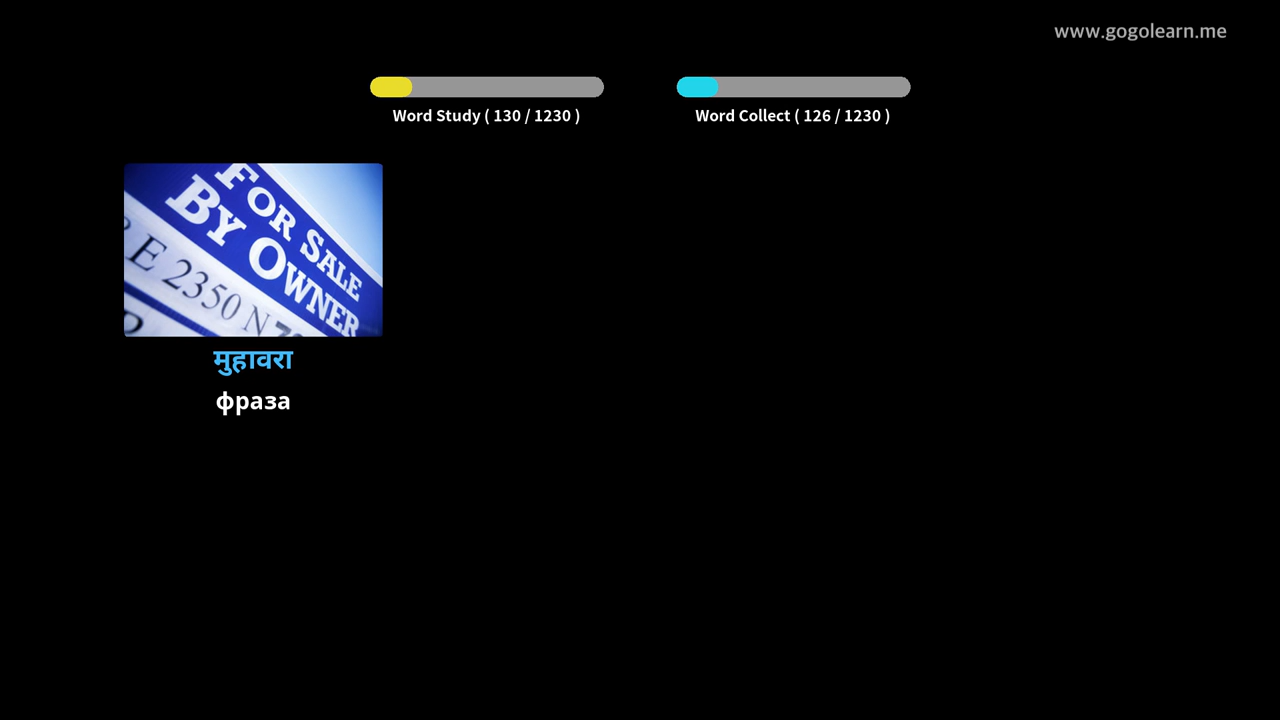 www.gogolearn.me
Word Study ( 130 / 1230 )
Word Collect ( 126 / 1230 )
FOR SALE
BY OWNER
E 2350 N
मुहावरा
фраза